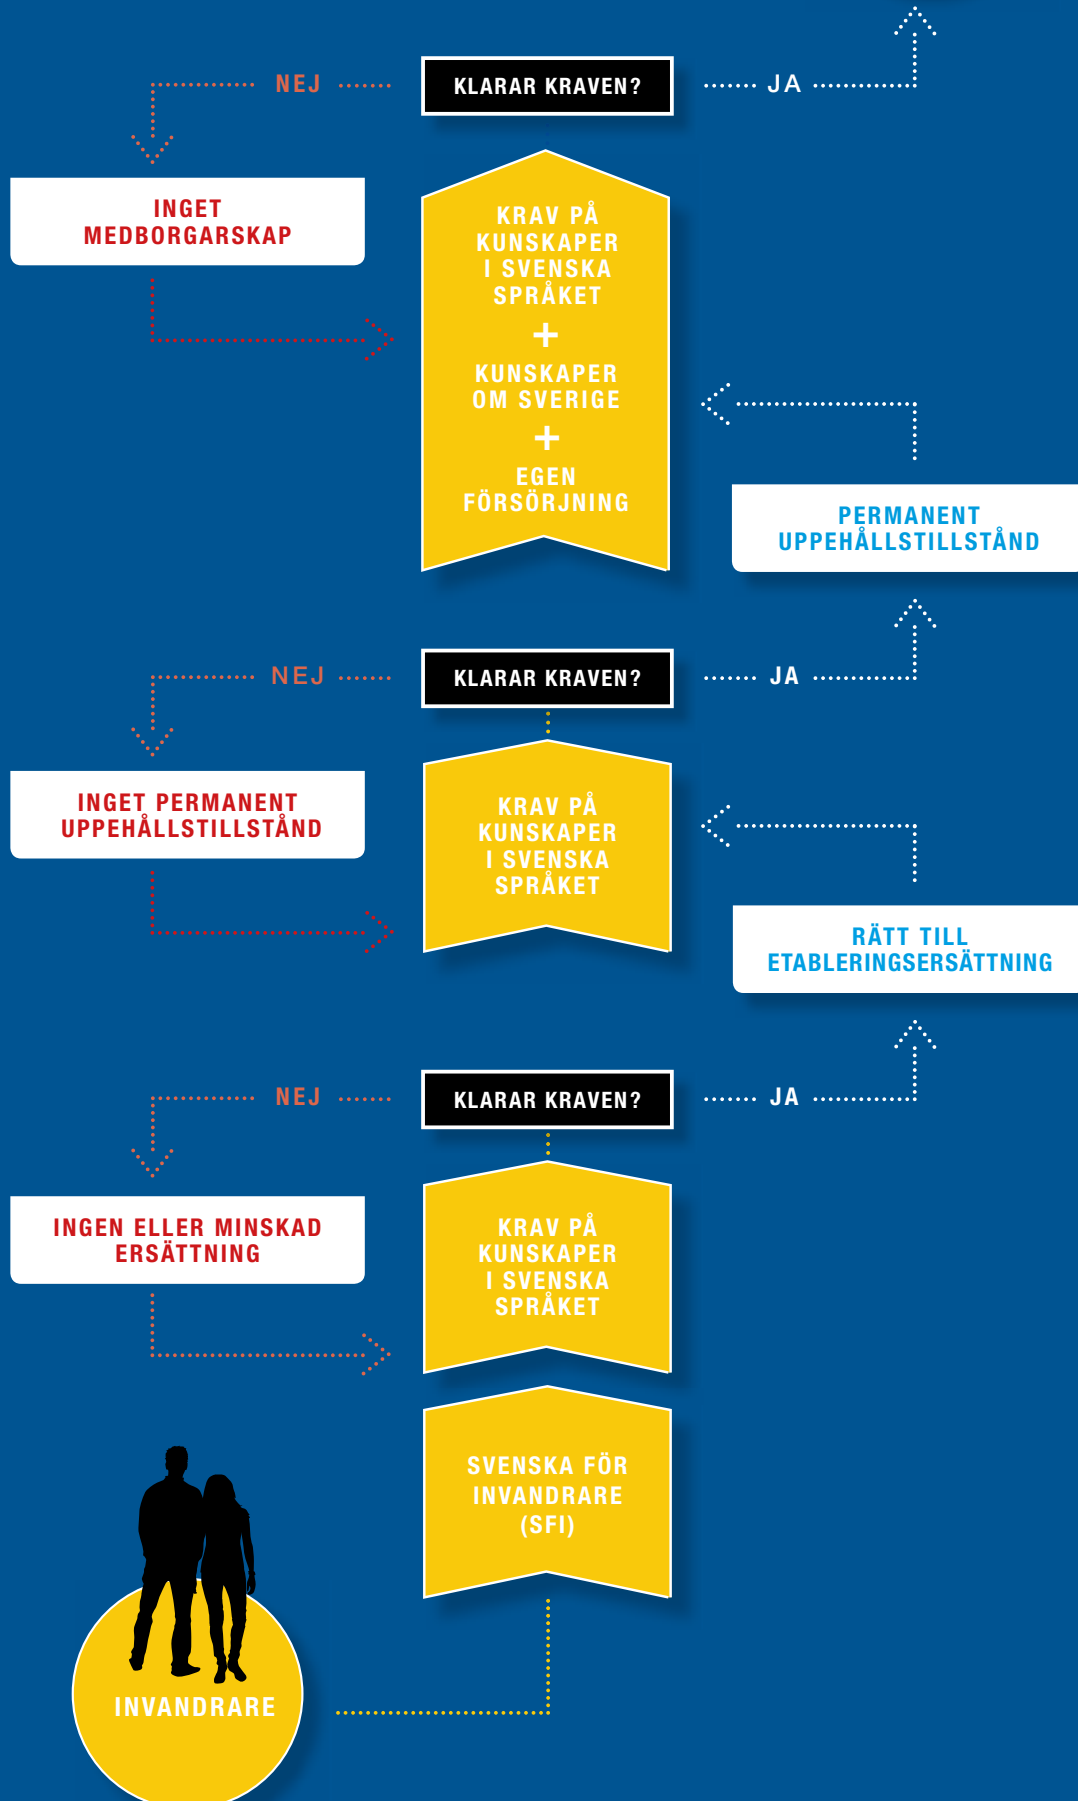 NEJ
KLARAR KRAVEN?
JA
INGET
MEDBORGARSKAP
KRAV PÅ
KUNSKAPER
I SVENSKA
SPRÅKET
+
KUNSKAPER
OM SVERIGE
+
EGEN
FÖRSÖRJNING
PERMANENT
UPPEHÅLLSTILLSTÅND
NEJ
KLARAR KRAVEN?
JA
INGET PERMANENT
UPPEHÅLLSTILLSTÅND
KRAV PÅ
KUNSKAPER
I SVENSKA
SPRÅKET
RÄTT TILL
ETABLERINGSERSÄTTNING
NEJ
KLARAR KRAVEN?
JA
INGEN ELLER MINSKAD
ERSÄTTNING
KRAV PÅ
KUNSKAPER
I SVENSKA
SPRÅKET
SVENSKA FÖR
INVANDRARE
(SFI)
INVANDRARE